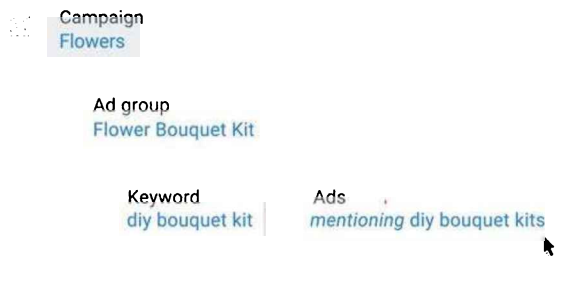 Campaign
Flowers
Ad group
Flower Bouquet Kit
Keyword
diy bouquet kit
Ads
mentioning diy bouquet kits